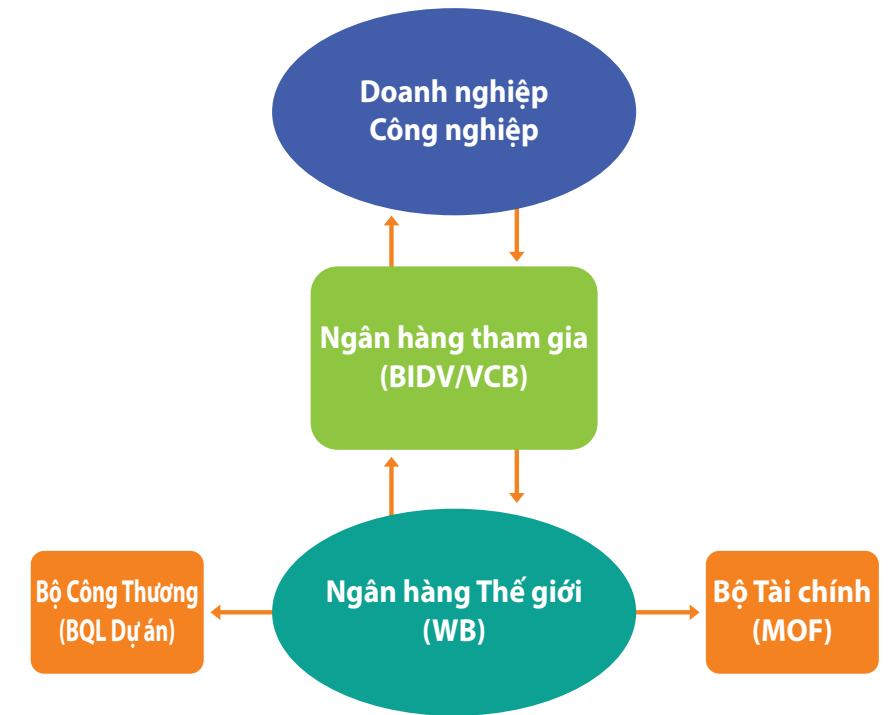 Doanh nghiệp
Công nghiệp
Ngân hàng tham gia
(BIDV/VCB)
Bộ Công Thương
(BQL Dự án)
Ngân hàng Thế giới
(WB)
Bộ Tài chính
(MOF)